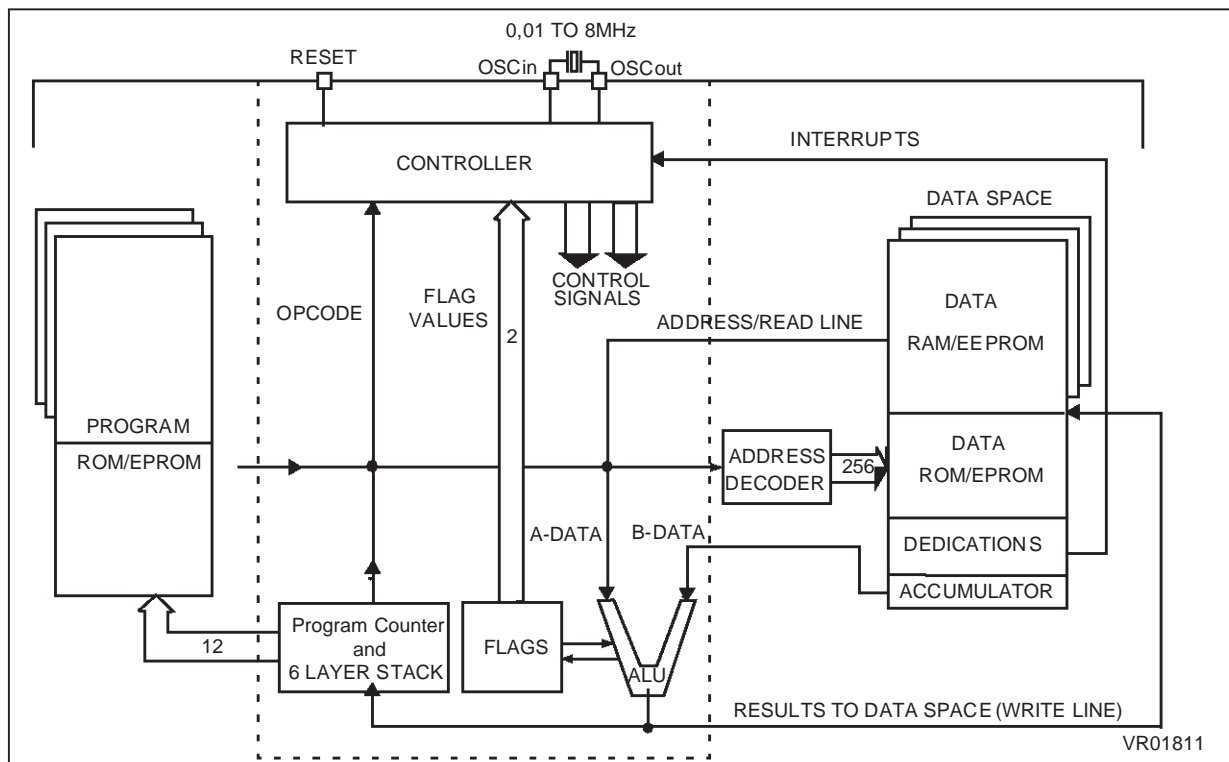 0,01 TO 8MHz
RESET
OSCin
OSCout
INTERRUPTS
CONTROLLER
DATA SPACE
CONTROL
SIGNALS
OPCODE
FLAG
VALUES
2
ADDRESS/READ LINE
DATA
RAM/EEPROM
PROGRAM
ROM/EPROM
ADDRESS
DECODER
256
DATA
ROM/EPROM
A-DATA
B-DATA
DEDICATIONS
ACCUMULATOR
12
Program Counter
and
6 LAYER STACK
FLAGS
ALU
RESULTS TO DATA SPACE (WRITE LINE)
VR01811